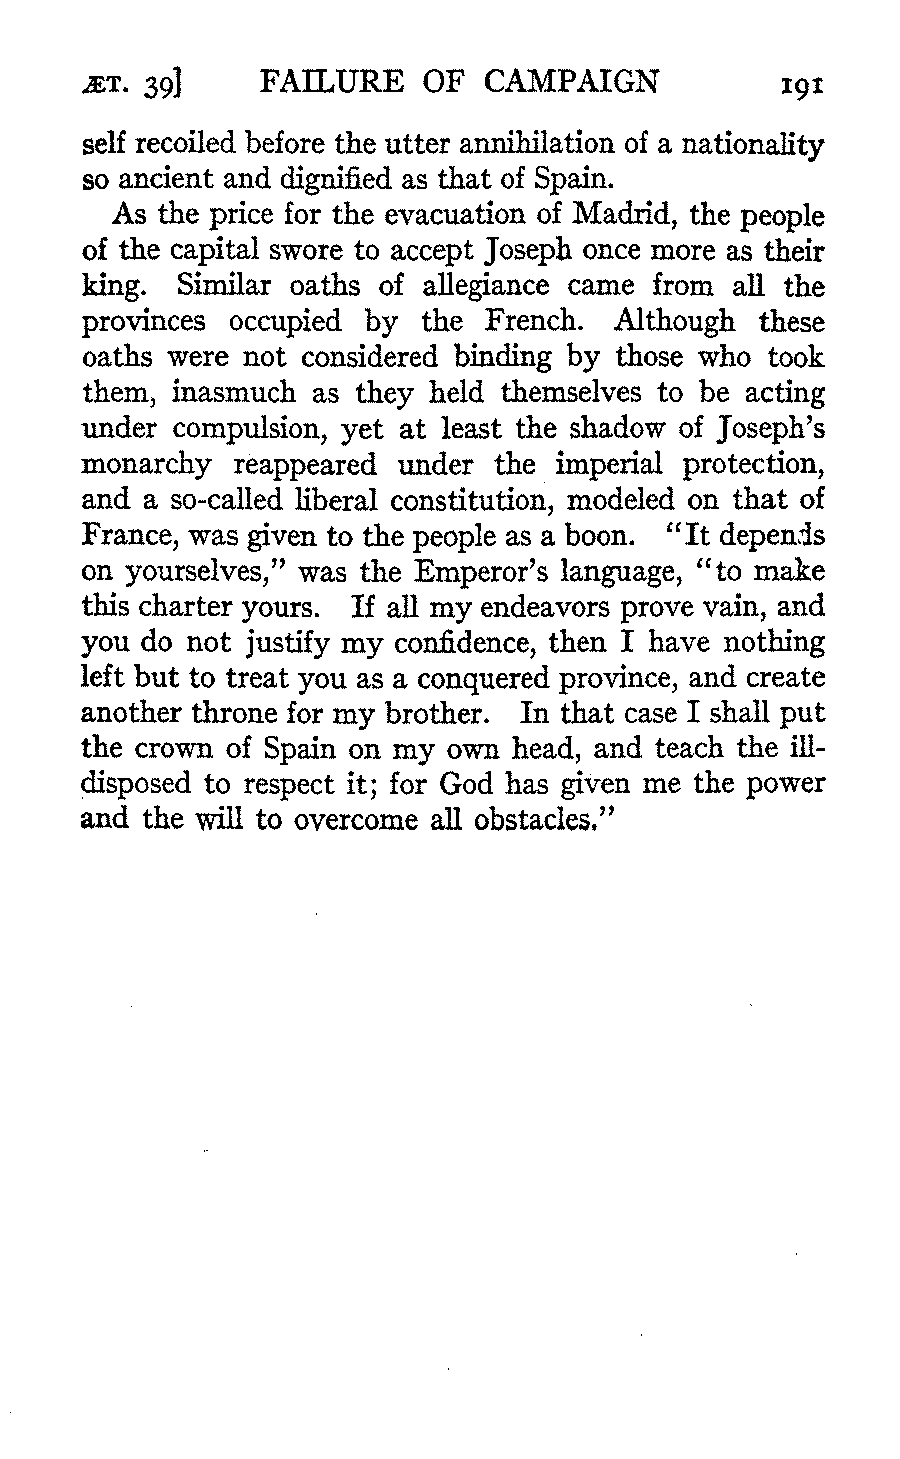 ÆT. 39] FAILURE OF CAMPAIGN 191
self recoiled before the utter annihilation of a nationality
so ancient and dignified as that of Spain.
As the price for the evacuation of Madrid, the people
of the capital swore to accept Joseph once more as their
king. Similar oaths of allegiance came from all the
provinces occupied by the French. Although these
oaths were not considered binding by those who took
them, inasmuch as they held themselves to be acting
under compulsion, yet at least the shadow of Joseph's
monarchy reappeared under the imperial protection,
and a so-called liberal constitution, modeled on that of
France, was given to the people as a boon. "It depends
on yourselves," was the Emperor's language, "to make
this charter yours. If all my endeavors prove vain, and
you do not justify my confidence, then I have nothing
left but to treat you as a conquered province, and create
another throne for my brother. In that case I shall put
the crown of Spain on my own head, and teach the ill-
disposed to respect it; for God has given me the power
and the will to overcome all obstacles."